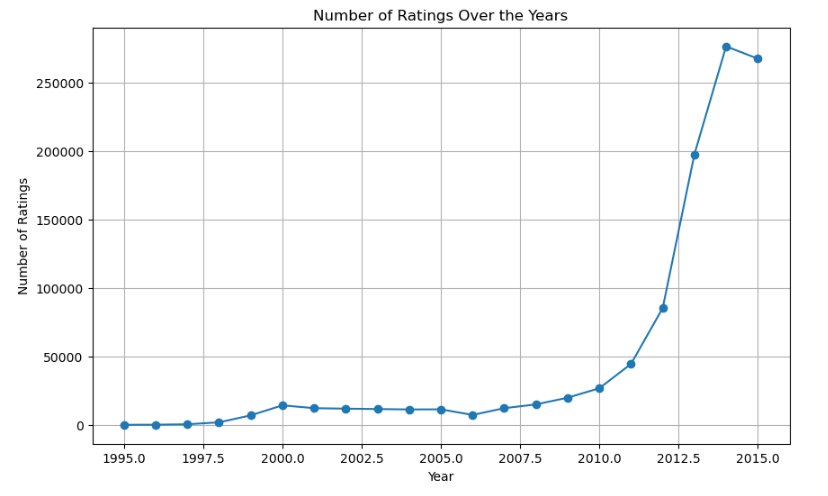 Number of Ratings Over the Years
Number of Ratings
250000
200000
150000
100000
50000
0
1995.0 1997.5 2000.0 2002.5 2005.0 2007.5 2010.0 2012.5 2015.0
Year